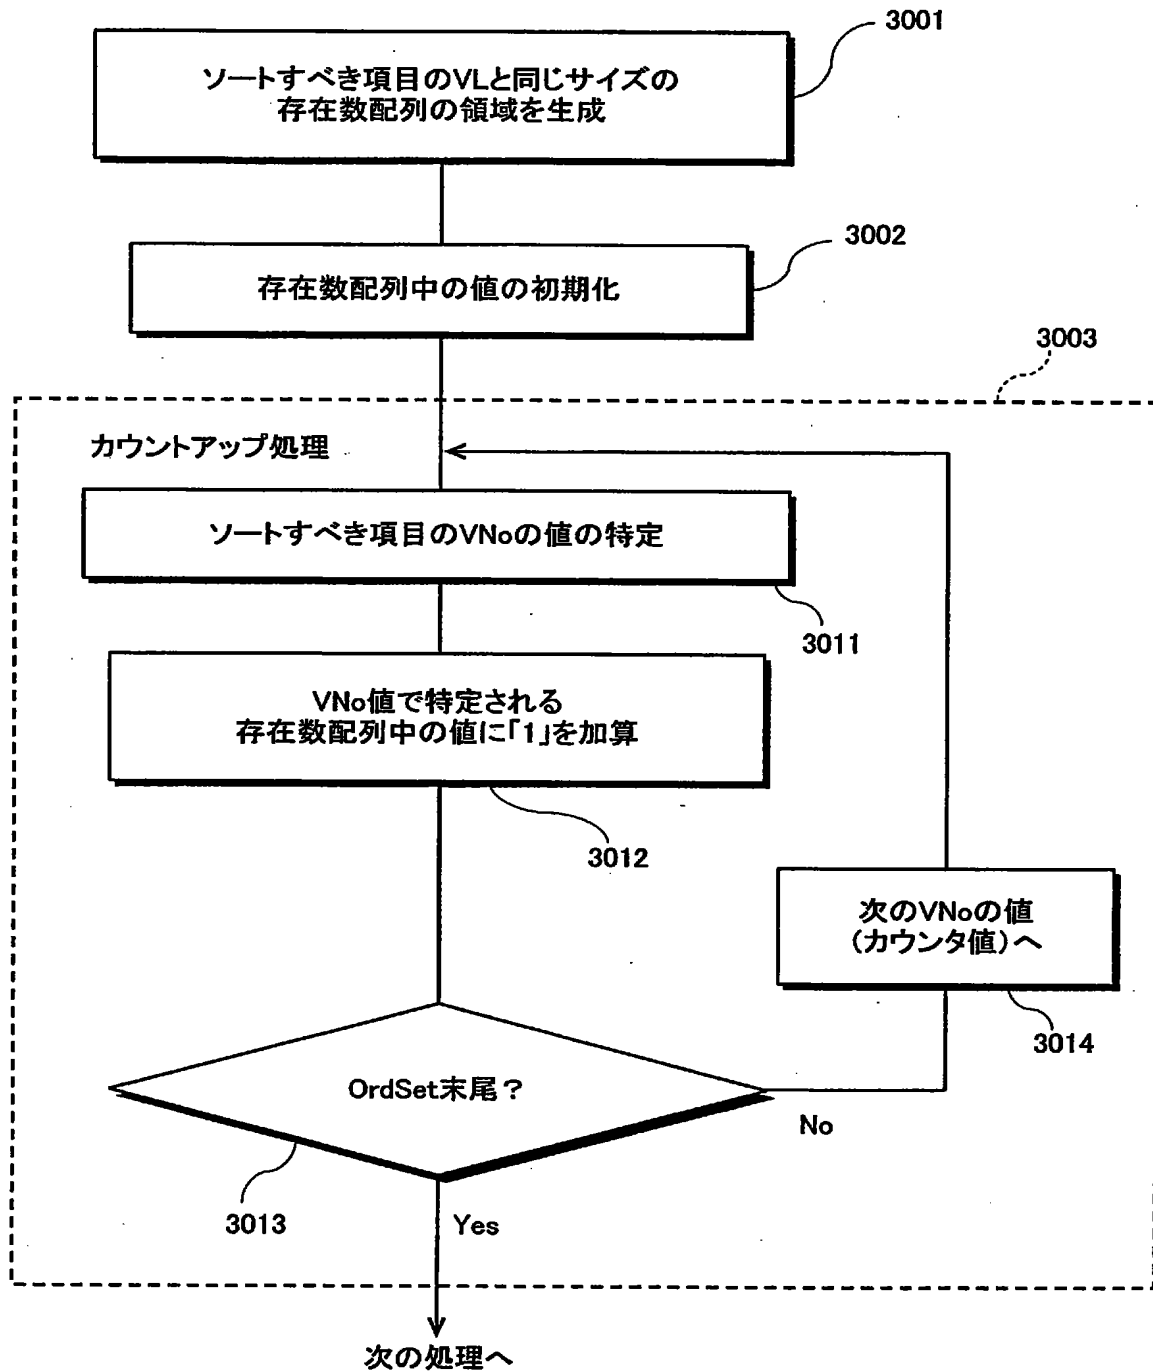 3001
ソートすべき項目のVLと同じサイズの
存在数配列の領域を生成
3002
存在数配列中の値の初期化
3003
カウントアップ処理
ソートすべき項目のVNoの値の特定
3011
VNo値で特定される
存在数配列中の値に「1」を加算
3012
次のVNoの値
(カウンタ値)へ
3014
OrdSet末尾?
No
3013
Yes
次の処理へ